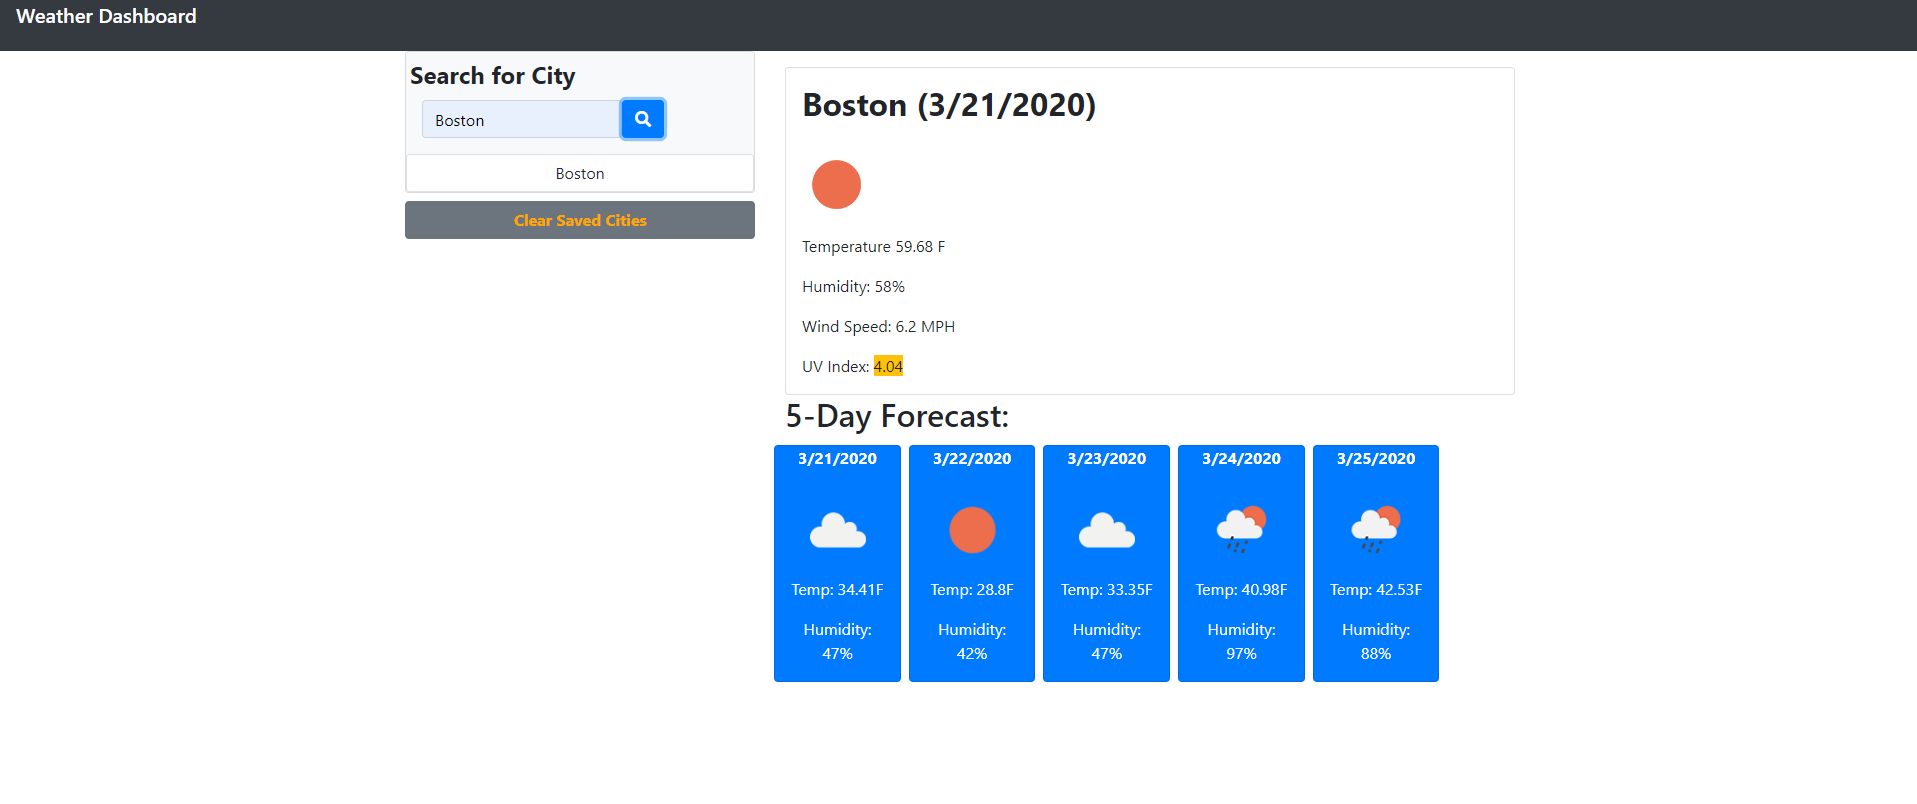 Weather Dashboard
Search for City
Boston
Boston
Clear Saved Cities
Boston (3/21/2020)
Temperature 59.68 F
Humidity: 58%
Wind Speed: 6.2 MPH
UV Index: 4.04
5-Day Forecast:
3/21/2020
Temp: 34.41F
Humidity:
47%
3/22/2020
Temp: 28.8F
Humidity:
42%
3/23/2020
Temp: 33.35F
Humidity:
47%
3/24/2020
Temp: 40.98F
Humidity:
97%
3/25/2020
Temp: 42.53F
Humidity:
88%